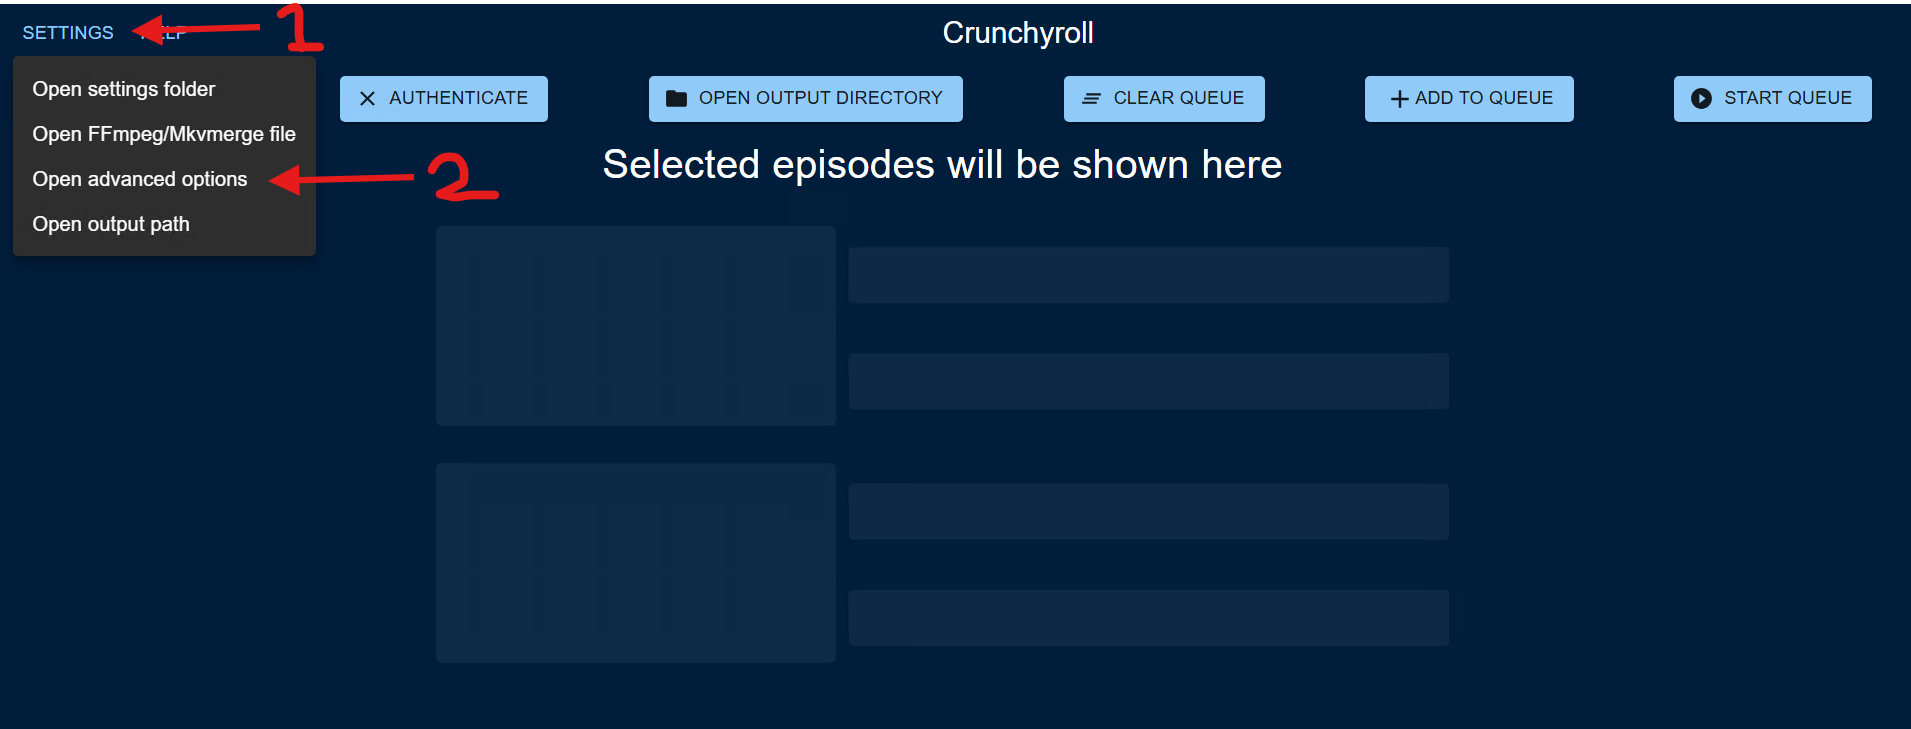 SETTINGS HELP 1 Crunchyroll
Open settings folder
Open FFmpeg/Mkvmerge file
Open advanced options 2
Open output path
AUTHENTICATE OPEN OUTPUT DIRECTORY CLEAR QUEUE ADD TO QUEUE START QUEUE
Selected episodes will be shown here